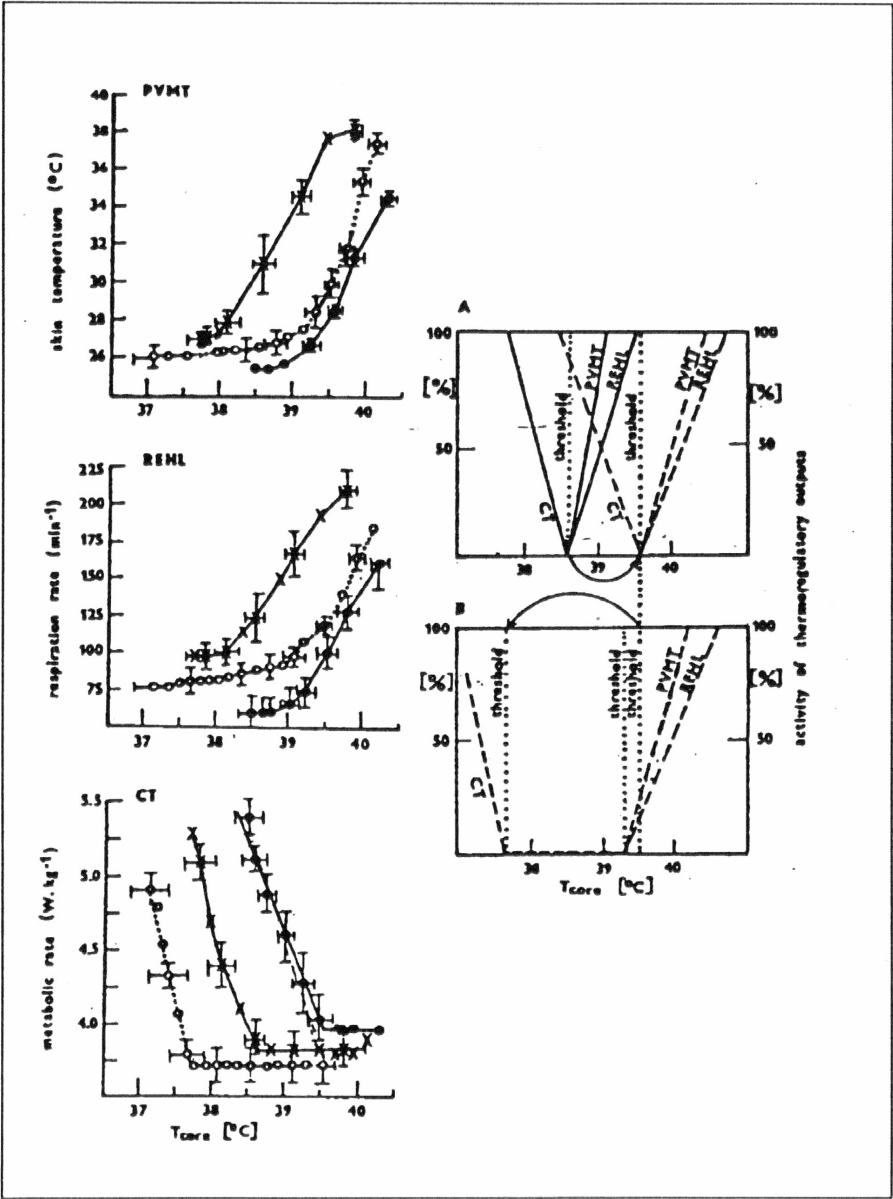 PVMT
40
38
36
34
31
30
28
26
skin temperature (°C)
37 38 39 40
REHL
225
200
175
150
125
100
75
respiration rate (min⁻¹)
37 38 39 40
CT
5.5
5.0
4.5
4.0
metabolic rate (W.kg⁻¹)
37 38 39 40
Tcore [°C]
A
100 100
[%] [%]
50 50
CT
threshold
PVMT
REHL
CT
threshold
PVMT
REHL
38 39 40
B
100 100
[%] [%]
50 50
CT
threshold
threshold
threshold
PVMT
REHL
38 39 40
Tcore [°C]
activity of thermoregulatory outputs